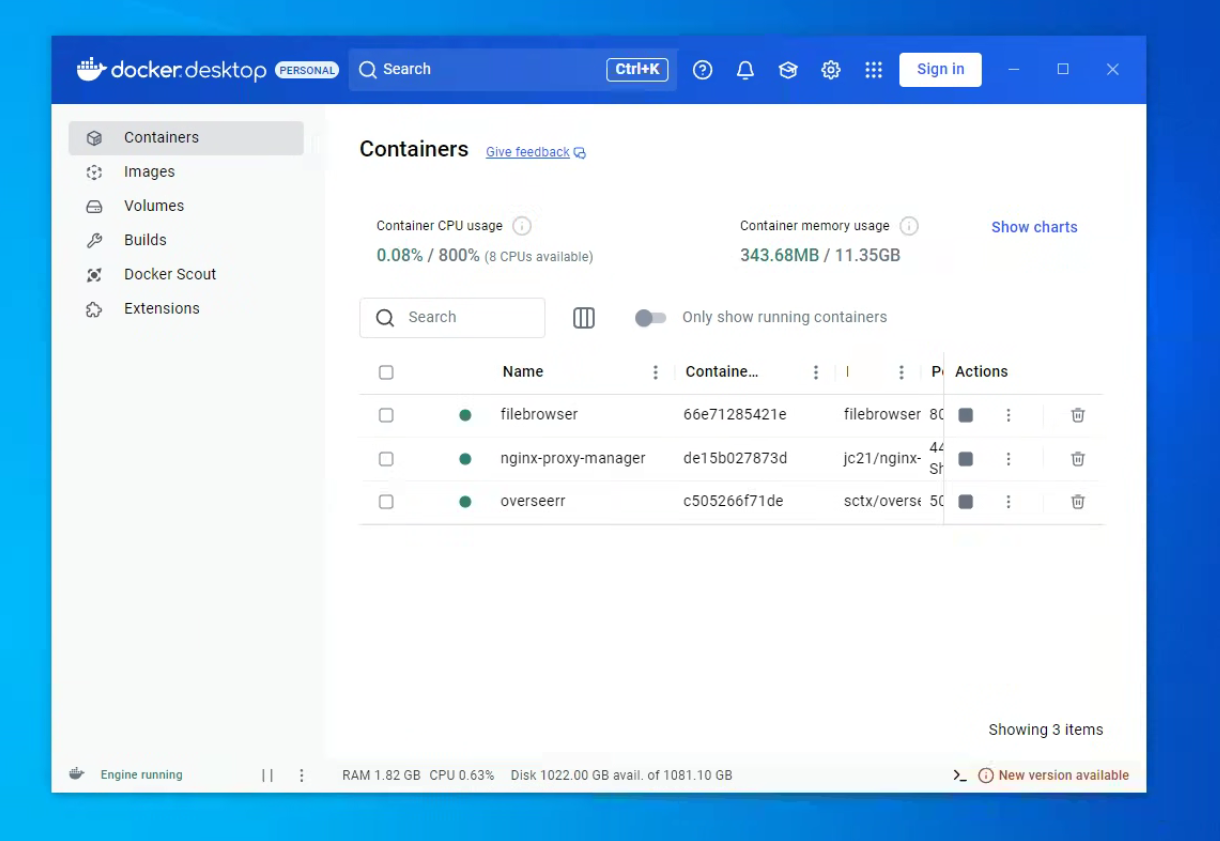 docker.desktop PERSONAL Search Ctrl+K Sign in
Containers
Images
Volumes
Builds
Docker Scout
Extensions
Containers Give feedback
Container CPU usage Container memory usage Show charts
0.08% / 800% (8 CPUs available) 343.68MB / 11.35GB
Search Only show running containers
Name Containe... Actions
filebrowser 66e71285421e filebrowser 80
nginx-proxy-manager de15b027873d jc21/nginx- 44
Sh
overseerr c505266f71de sctx/overse 50
Showing 3 items
Engine running RAM 1.82 GB CPU 0.63% Disk 1022.00 GB avail. of 1081.10 GB >_ New version available